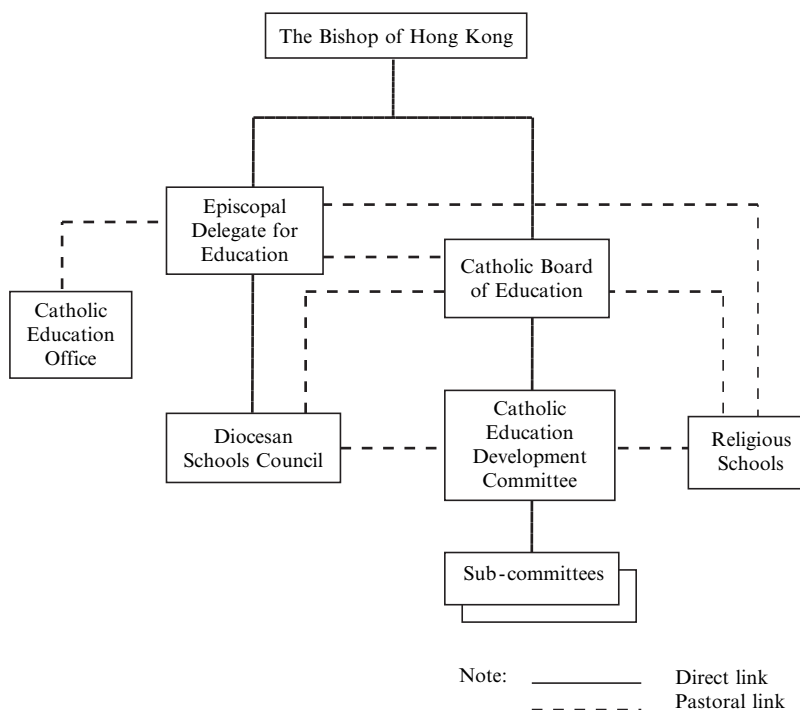 The Bishop of Hong Kong
Episcopal
Delegate for
Education
Catholic Board
of Education
Catholic
Education
Office
Diocesan
Schools Council
Catholic
Education
Development
Committee
Religious
Schools
Sub-committees
Note: Direct link
Pastoral link